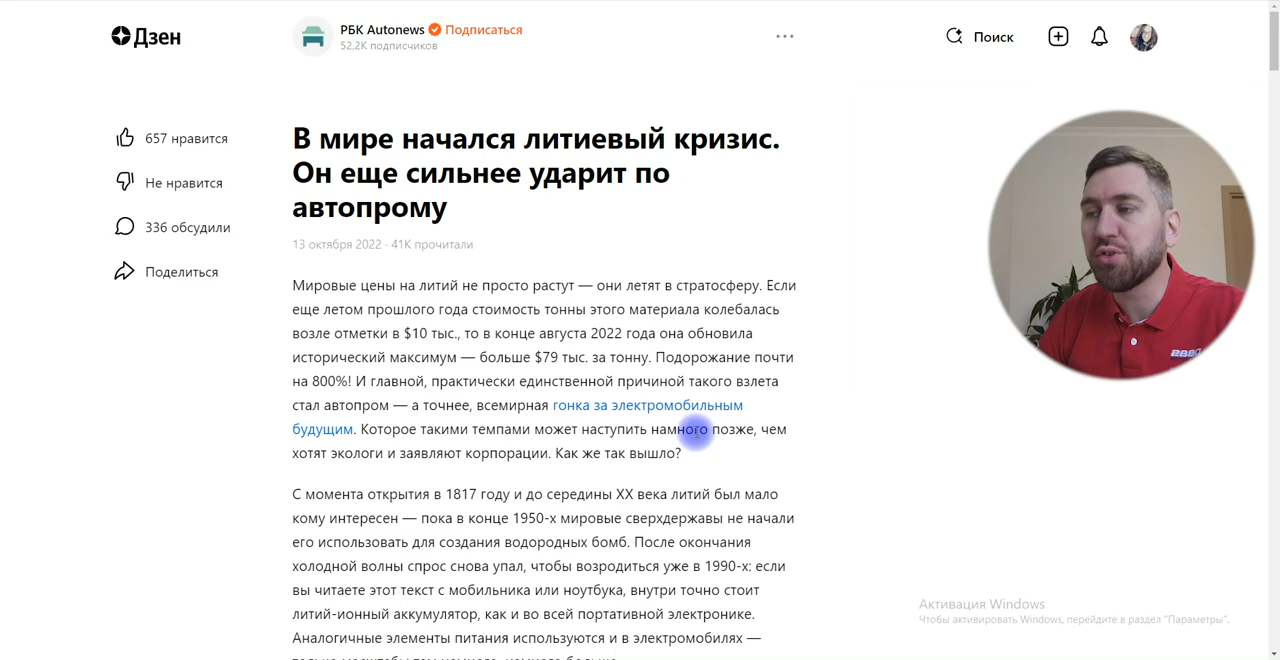 Дзен
РБК Autonews Подписаться
52,2K подписчиков
Поиск
657 нравится
Не нравится
336 обсудили
Поделиться
В мире начался литиевый кризис.
Он еще сильнее ударит по
автопрому
13 октября 2022 · 41K прочитали
Мировые цены на литий не просто растут — они летят в стратосферу. Если
еще летом прошлого года стоимость тонны этого материала колебалась
возле отметки в $10 тыс., то в конце августа 2022 года она обновила
исторический максимум — больше $79 тыс. за тонну. Подорожание почти
на 800%! И главной, практически единственной причиной такого взлета
стал автопром — а точнее, всемирная гонка за электромобильным
будущим. Которое такими темпами может наступить намного позже, чем
хотят экологи и заявляют корпорации. Как же так вышло?
С момента открытия в 1817 году и до середины XX века литий был мало
кому интересен — пока в конце 1950-х мировые сверхдержавы не начали
его использовать для создания водородных бомб. После окончания
холодной волны спрос снова упал, чтобы возродиться уже в 1990-х: если
вы читаете этот текст с мобильника или ноутбука, внутри точно стоит
литий-ионный аккумулятор, как и во всей портативной электронике.
Аналогичные элементы питания используются и в электромобилях —
Активация Windows
Чтобы активировать Windows, перейдите в раздел "Параметры".